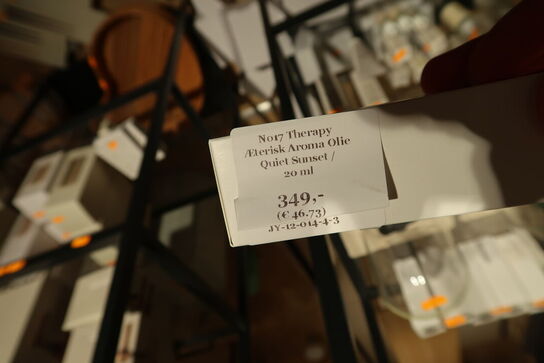 No17 Therapy
Æterisk Aroma Olie
Quiet Sunset /
20 ml
349,-
(€ 46.73)
JY-12-014-4-3